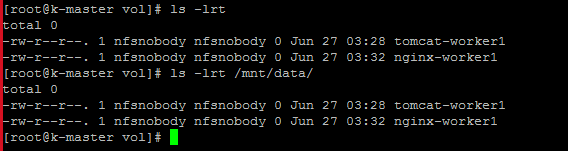 [root@k-master vol]# ls -lrt
total 0
-rw-r--r--. 1 nfsnobody nfsnobody 0 Jun 27 03:28 tomcat-worker1
-rw-r--r--. 1 nfsnobody nfsnobody 0 Jun 27 03:32 nginx-worker1
[root@k-master vol]# ls -lrt /mnt/data/
total 0
-rw-r--r--. 1 nfsnobody nfsnobody 0 Jun 27 03:28 tomcat-worker1
-rw-r--r--. 1 nfsnobody nfsnobody 0 Jun 27 03:32 nginx-worker1
[root@k-master vol]#